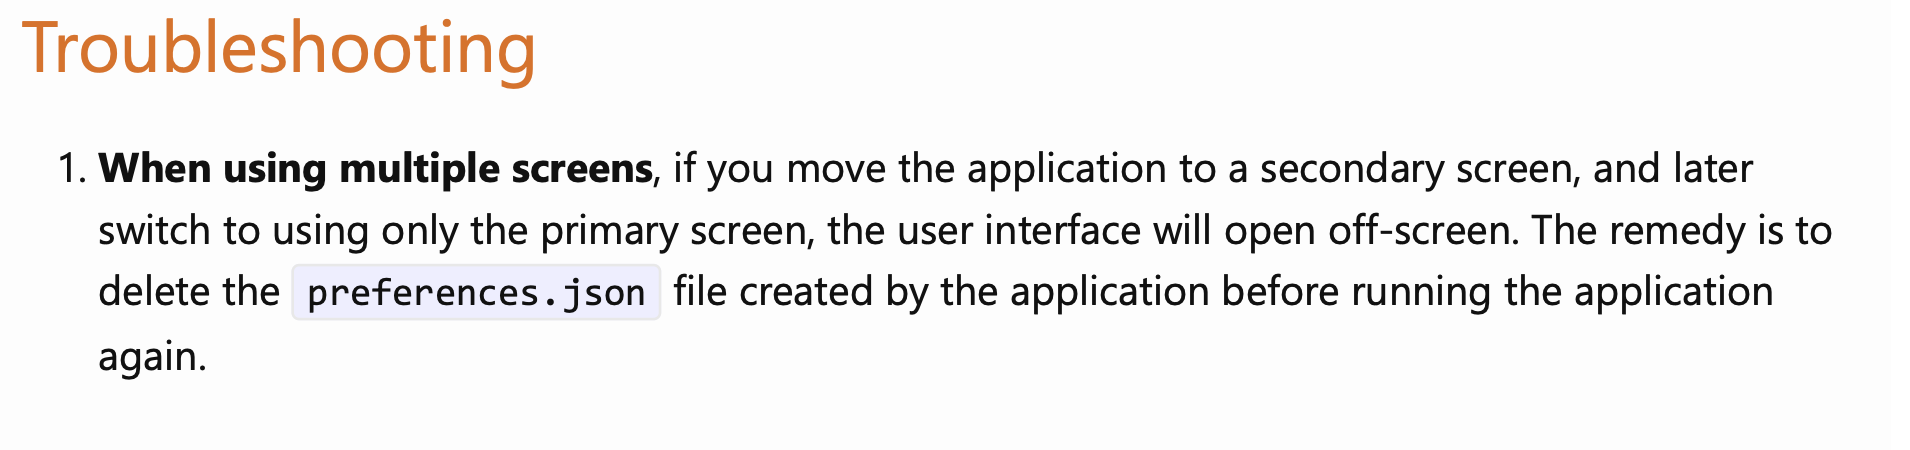 Troubleshooting
1. When using multiple screens, if you move the application to a secondary screen, and later
switch to using only the primary screen, the user interface will open off-screen. The remedy is to
delete the preferences.json file created by the application before running the application
again.